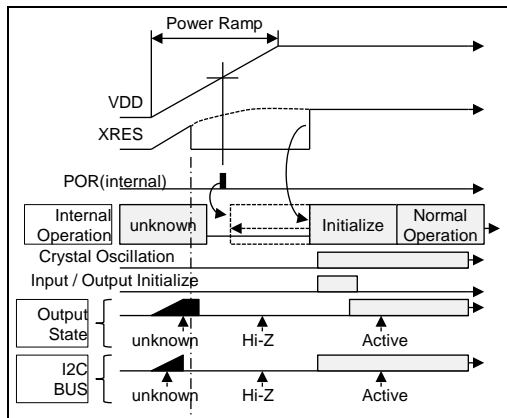 Power Ramp
VDD
XRES
POR(internal)
Internal
Operation
unknown
Initialize
Normal
Operation
Crystal Oscillation
Input / Output Initialize
Output
State
unknown
Hi-Z
Active
I2C
BUS
unknown
Hi-Z
Active